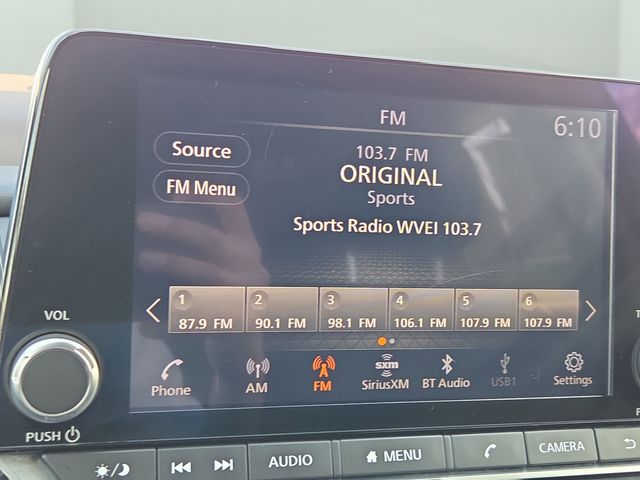 FM
6:10
Source
103.7 FM
ORIGINAL
FM Menu
Sports
Sports Radio WVEI 103.7
1 2 3 4 5 6
87.9 FM 90.1 FM 98.1 FM 106.1 FM 107.9 FM 107.9 FM
VOL
Phone AM FM sxm SiriusXM BT Audio USB1 Settings
PUSH
AUDIO MENU CAMERA